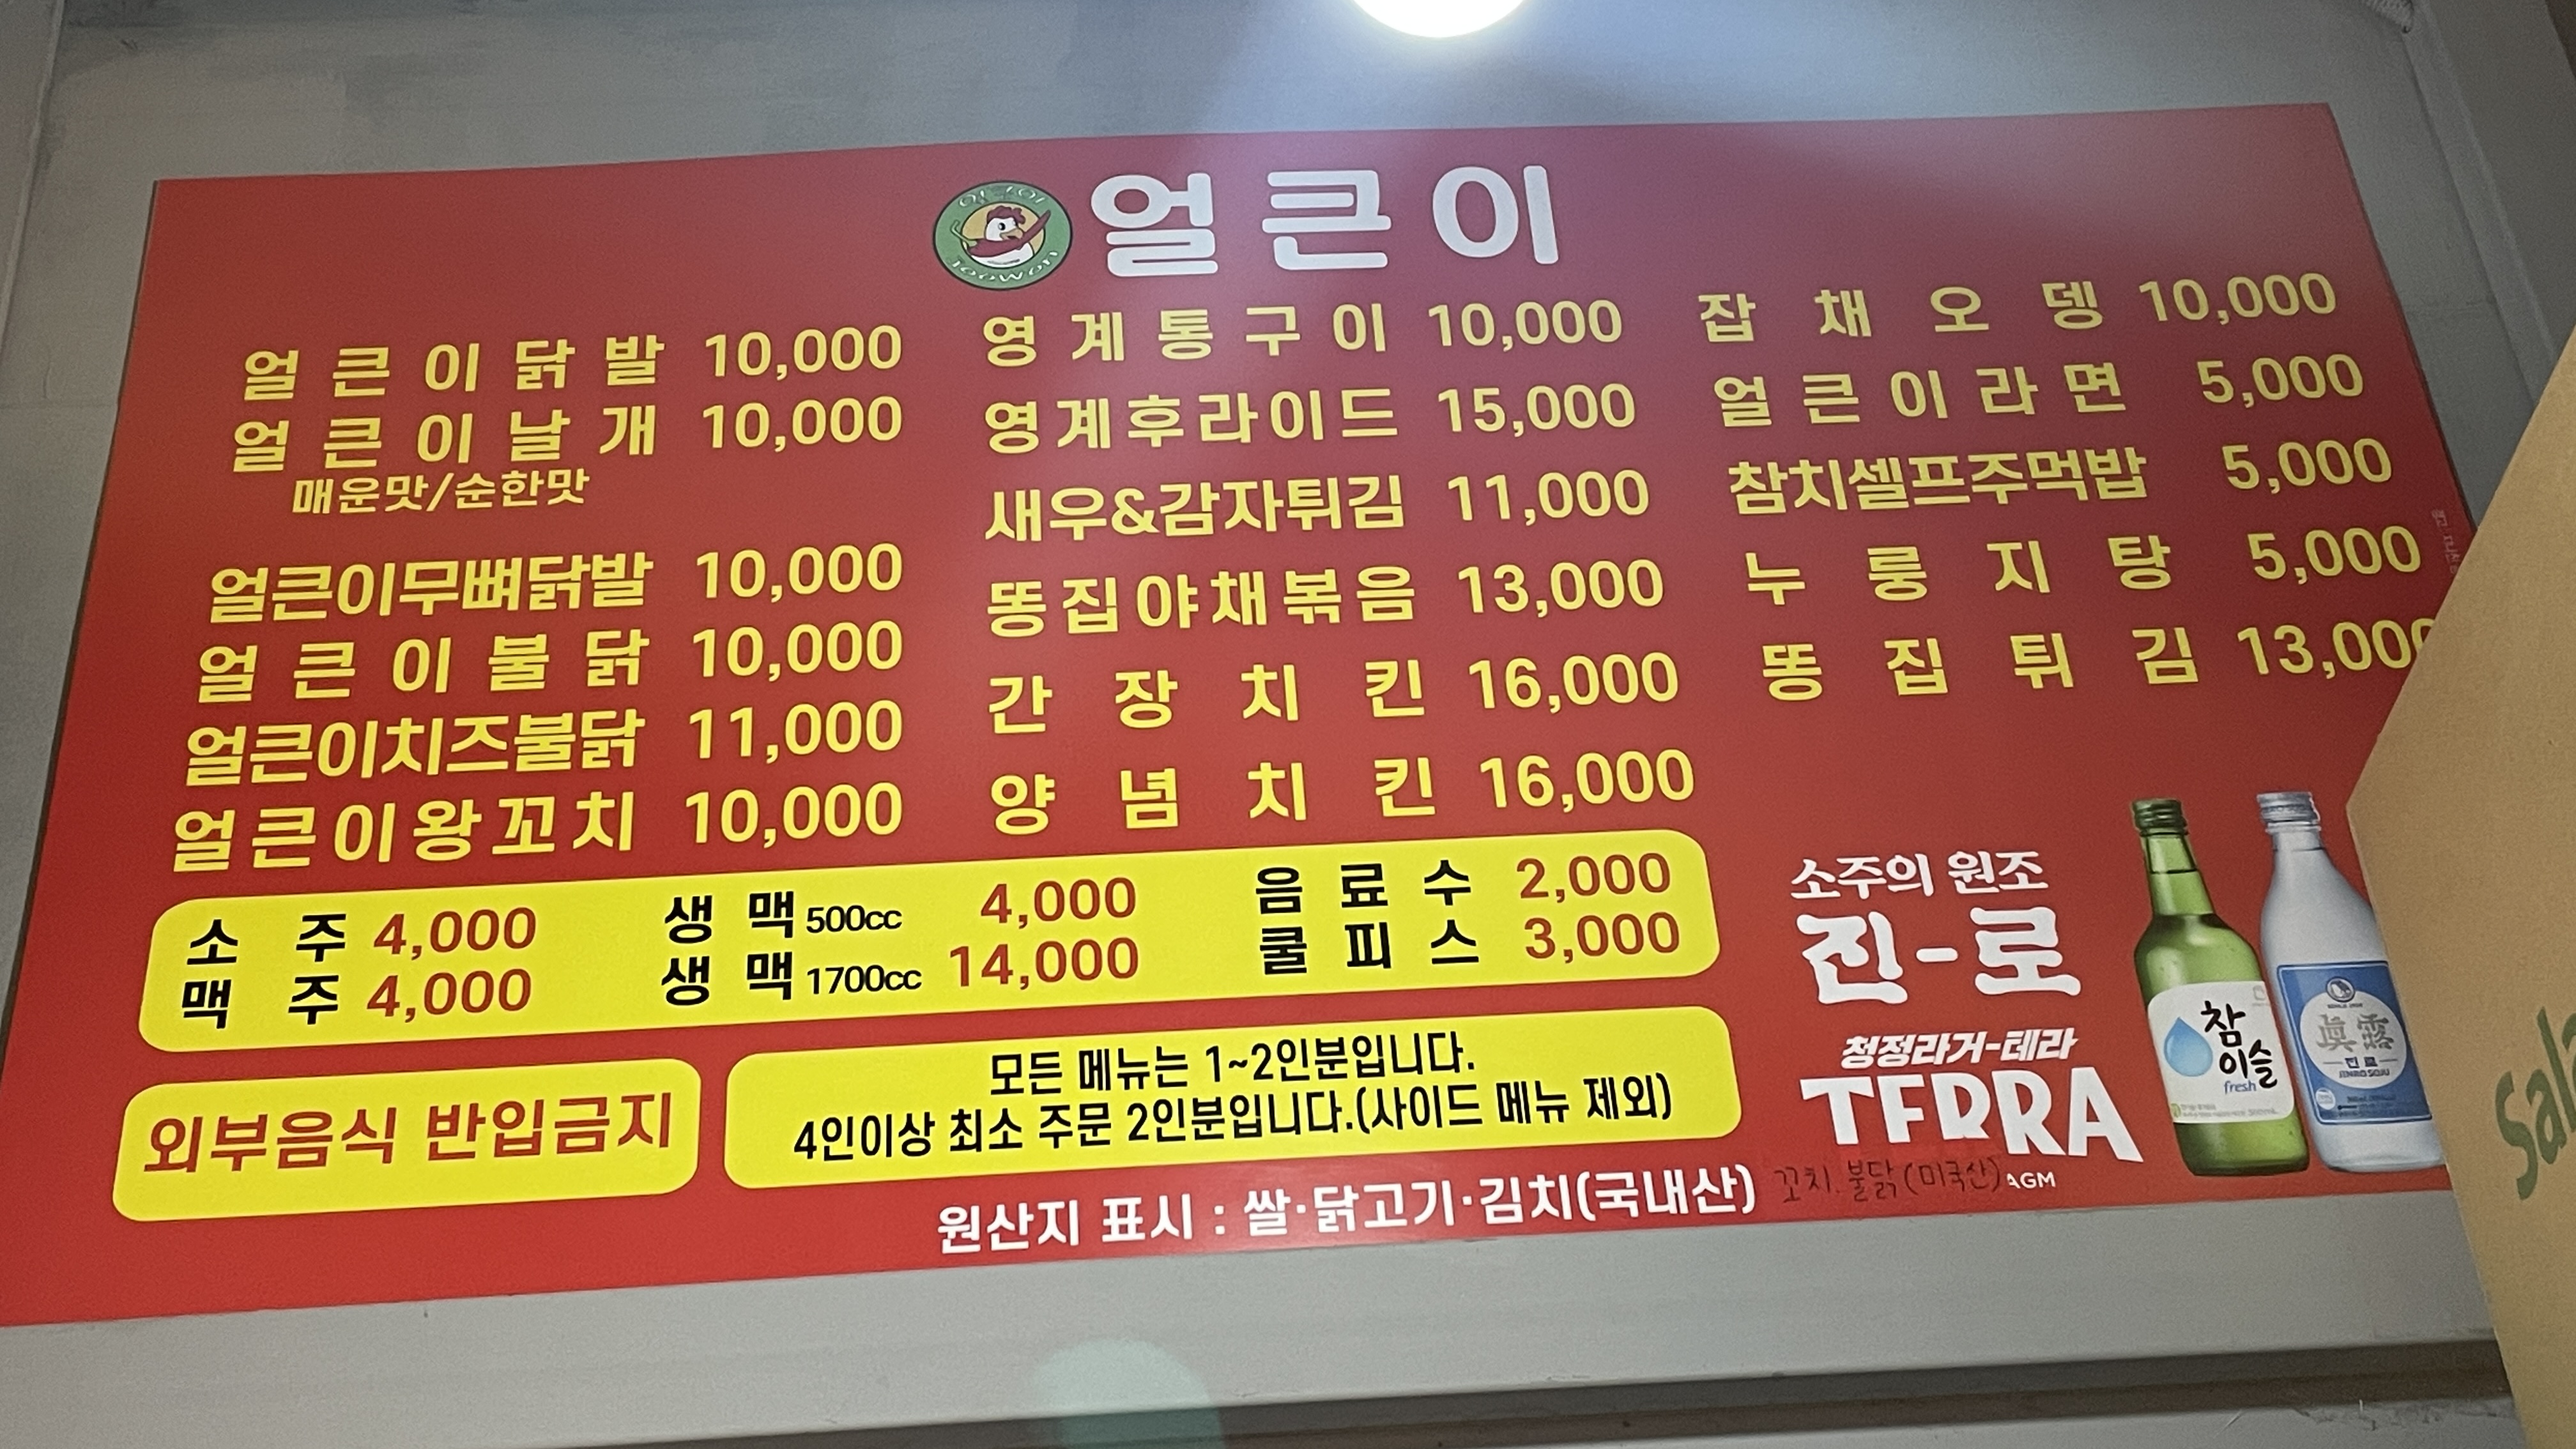 얼큰이
얼큰이닭발 10,000
얼큰이날개 10,000
매운맛/순한맛
얼큰이무뼈닭발 10,000
얼큰이불닭 10,000
얼큰이치즈불닭 11,000
얼큰이왕꼬치 10,000
영계통구이 10,000
영계후라이드 15,000
새우&감자튀김 11,000
똥집야채볶음 13,000
간장치킨 16,000
양념치킨 16,000
잡채오뎅 10,000
얼큰이라면 5,000
참치셀프주먹밥 5,000
누룽지탕 5,000
똥집튀김 13,000
소주 4,000
맥주 4,000
생맥 500cc 4,000
생맥 1700cc 14,000
음료수 2,000
쿨피스 3,000
외부음식 반입금지
모든 메뉴는 1~2인분입니다.
4인이상 최소 주문 2인분입니다.(사이드 메뉴 제외)
원산지 표시 : 쌀·닭고기·김치(국내산) 꼬치.불닭(미국산)
소주의 원조
진-로
청정라거-테라
TERRA
AGM
참
이슬
fresh
眞露
진로
JINRO SOJU